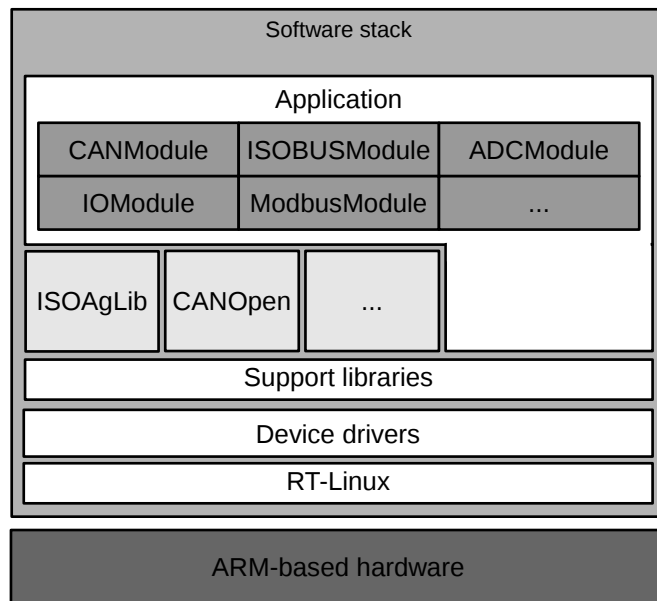 Software stack
Application
CANModule ISOBUSModule ADCModule
IOModule ModbusModule ...
ISOAgLib CANOpen ...
Support libraries
Device drivers
RT-Linux
ARM-based hardware